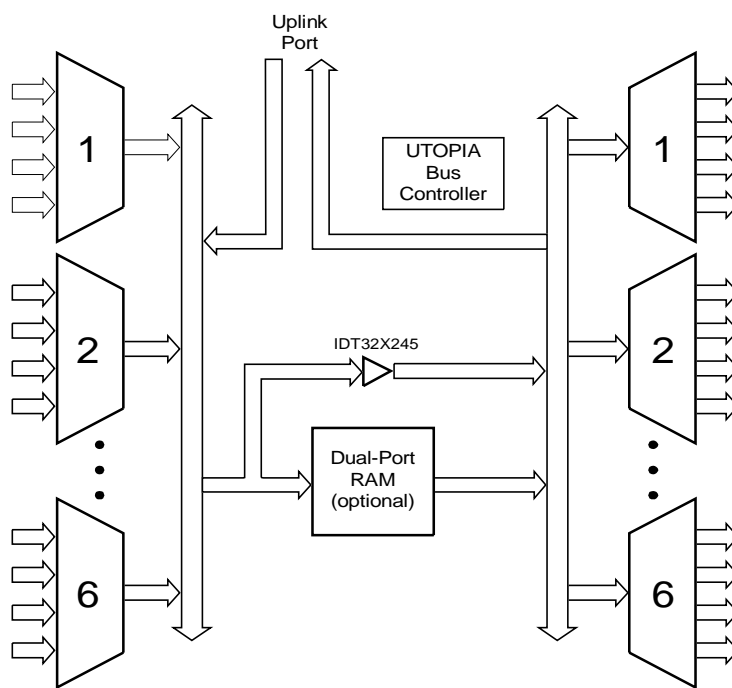 Uplink
Port
1
UTOPIA
Bus
Controller
1
2
IDT32X245
2
Dual-Port
RAM
(optional)
6
6